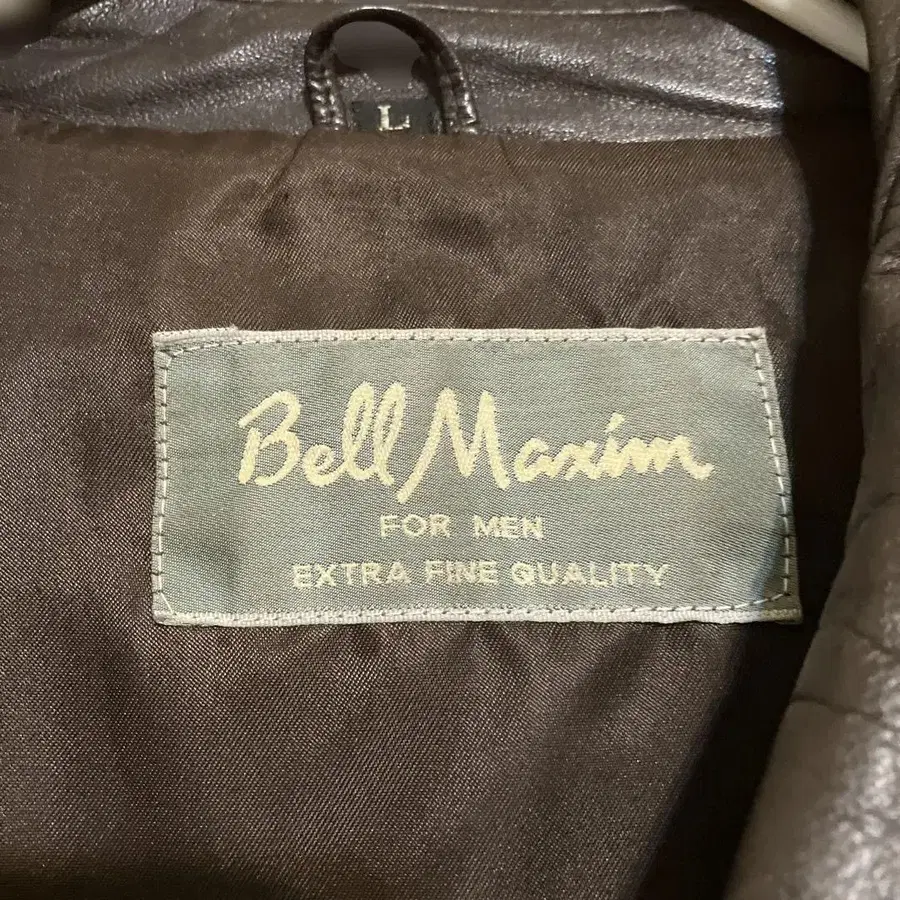 L
Bell Maxim
FOR MEN
EXTRA FINE QUALITY